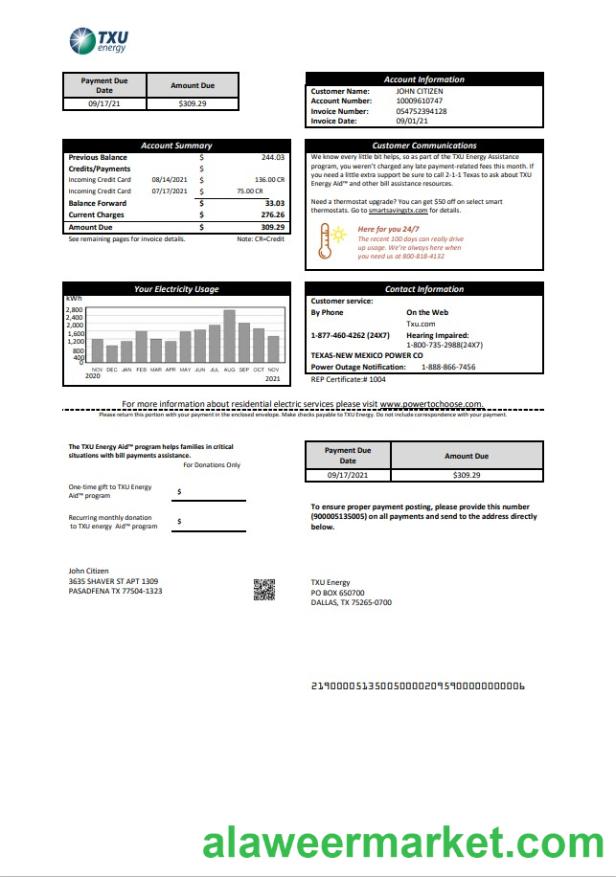 TXU
energy
Payment Due
Date
Amount Due
09/17/21
$309.29
Account Information
Customer Name: JOHN CITIZEN
Account Number: 10009610747
Invoice Number: 054752394128
Invoice Date: 09/01/21
Account Summary
Previous Balance $ 244.03
Credits/Payments $
Incoming Credit Card 08/14/2021 $ 136.00 CR
Incoming Credit Card 07/17/2021 $ 75.00 CR
Balance Forward $ 33.03
Current Charges $ 276.26
Amount Due $ 309.29
See remaining pages for invoice details. Note: CR=Credit
Customer Communications
We know every little bit helps, so as part of the TXU Energy Assistance
program, you weren't charged any late payment-related fees this month. If
you need a little extra support be sure to call 2-1-1 Texas to ask about TXU
Energy Aid™ and other bill assistance resources.
Need a thermostat upgrade? You can get $50 off on select smart
thermostats. Go to smartsavingstx.com for details.
Here for you 24/7
The recent 100 days can really drive
up usage. We're always here when
you need us at 800-818-4132
Your Electricity Usage
kWh
2,800
2,400
2,000
1,600
1,200
800
400
0
NOV DEC JAN FEB MAR APR MAY JUN JUL AUG SEP OCT NOV
2020 2021
Contact Information
Customer service:
By Phone On the Web
Txu.com
1-877-460-4262 (24X7) Hearing Impaired:
1-800-735-2988(24X7)
TEXAS-NEW MEXICO POWER CO
Power Outage Notification: 1-888-866-7456
REP Certificate:# 1004
For more information about residential electric services please visit www.powertochoose.com.
Please return this portion with your payment in the enclosed envelope. Make checks payable to TXU Energy. Do not include correspondence with your payment.
The TXU Energy Aid™ program helps families in critical
situations with bill payments assistance.
For Donations Only
One-time gift to TXU Energy
Aid™ program $
Recurring monthly donation
to TXU energy Aid™ program $
Payment Due
Date
Amount Due
09/17/2021
$309.29
To ensure proper payment posting, please provide this number
(900005135005) on all payments and send to the address directly
below.
John Citizen
3635 SHAVER ST APT 1309
PASADFENA TX 77504-1323
TXU Energy
PO BOX 650700
DALLAS, TX 75265-0700
219000051350050000209590000000006
alaweermarket.com